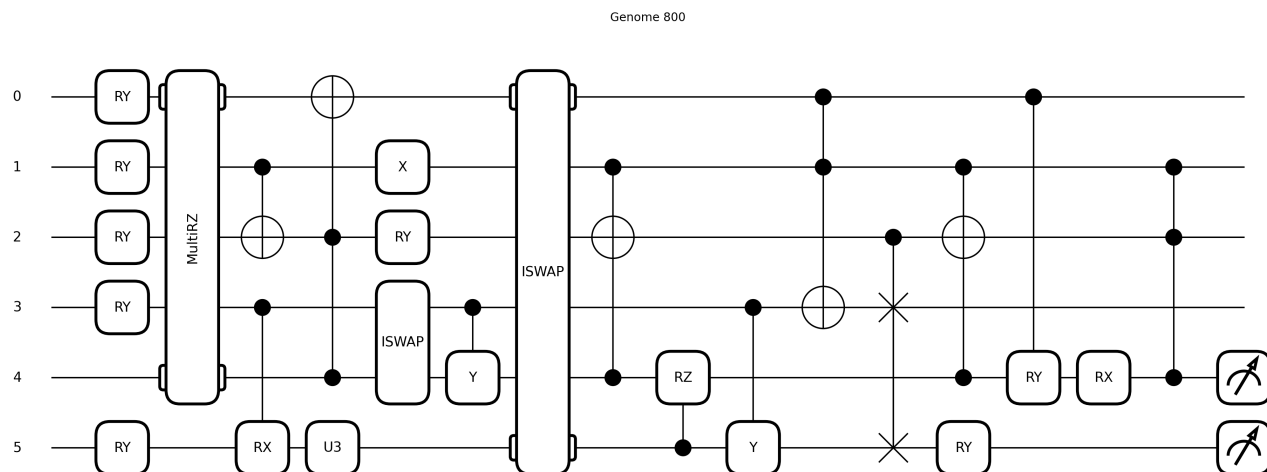 Genome 800
0 RY
1 RY X
2 RY MultiRZ RY
ISWAP
3 RY
ISWAP
4 Y RZ RY RX
5 RY RX U3 Y RY